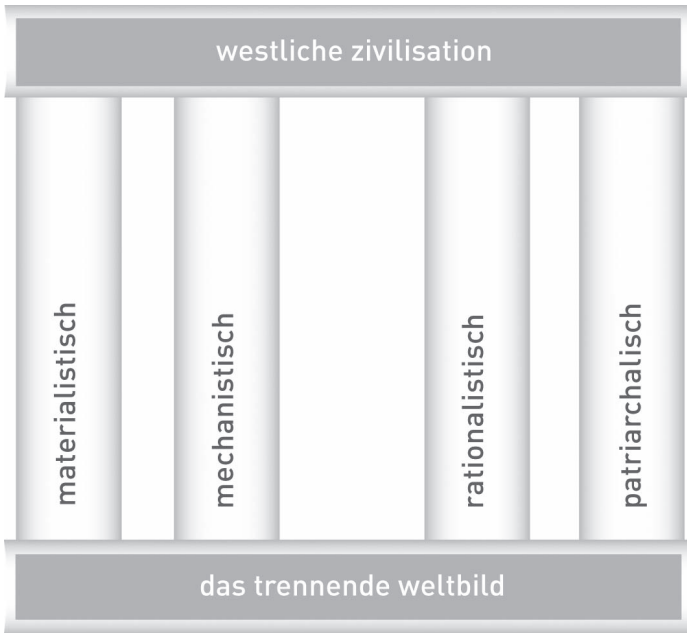 westliche zivilisation
materialistisch
mechanistisch
rationalistisch
patriarchalisch
das trennende weltbild